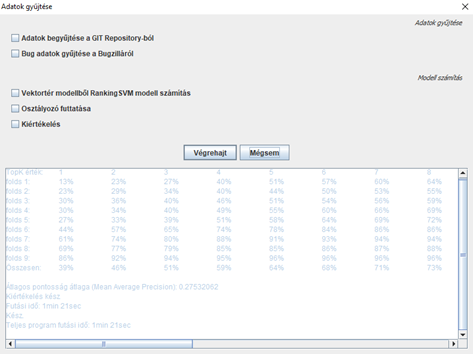 Adatok gyűjtése
Adatok gyűjtése
Adatok begyűjtése a GIT Repository-ból
Bug adatok gyűjtése a Bugzilláról
Modell számítás
Vektortér modellből RankingSVM modell számítás
Osztályozó futtatása
Kiértékelés
Végrehajt Mégsem
TopK érték: 1 2 3 4 5 6 7 8
folds 1: 13% 23% 27% 40% 51% 57% 60% 64%
folds 2: 23% 29% 34% 40% 44% 50% 53% 55%
folds 3: 30% 36% 40% 46% 51% 54% 56% 59%
folds 4: 30% 34% 40% 49% 55% 60% 66% 69%
folds 5: 27% 33% 39% 51% 58% 64% 69% 72%
folds 6: 44% 57% 65% 74% 78% 84% 86% 88%
folds 7: 61% 74% 80% 88% 91% 93% 94% 94%
folds 8: 69% 77% 79% 85% 85% 85% 87% 88%
folds 9: 86% 92% 94% 95% 96% 96% 96% 96%
Összesen: 39% 46% 51% 59% 64% 68% 71% 73%
Átlagos pontosság átlaga (Mean Average Precision): 0.27532062
Kiértékelés kész.
Futási idő: 1min 21sec
Kész.
Teljes program futási idő: 1min 21sec